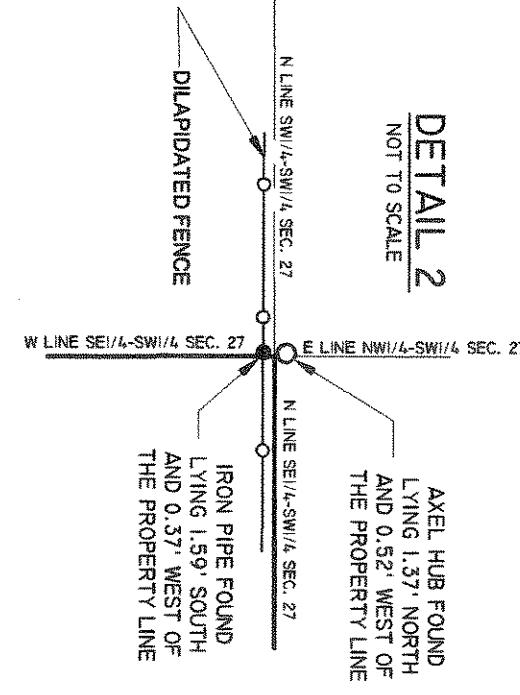 DETAIL 2
NOT TO SCALE
N LINE SW1/4-SW1/4 SEC. 27
DILAPIDATED FENCE
W LINE SE1/4-SW1/4 SEC. 27
E LINE NW1/4-SW1/4 SEC. 27
N LINE SE1/4-SW1/4 SEC. 27
AXEL HUB FOUND
LYING 1.37' NORTH
AND 0.52' WEST OF
THE PROPERTY LINE
IRON PIPE FOUND
LYING 1.59' SOUTH
AND 0.37' WEST OF
THE PROPERTY LINE